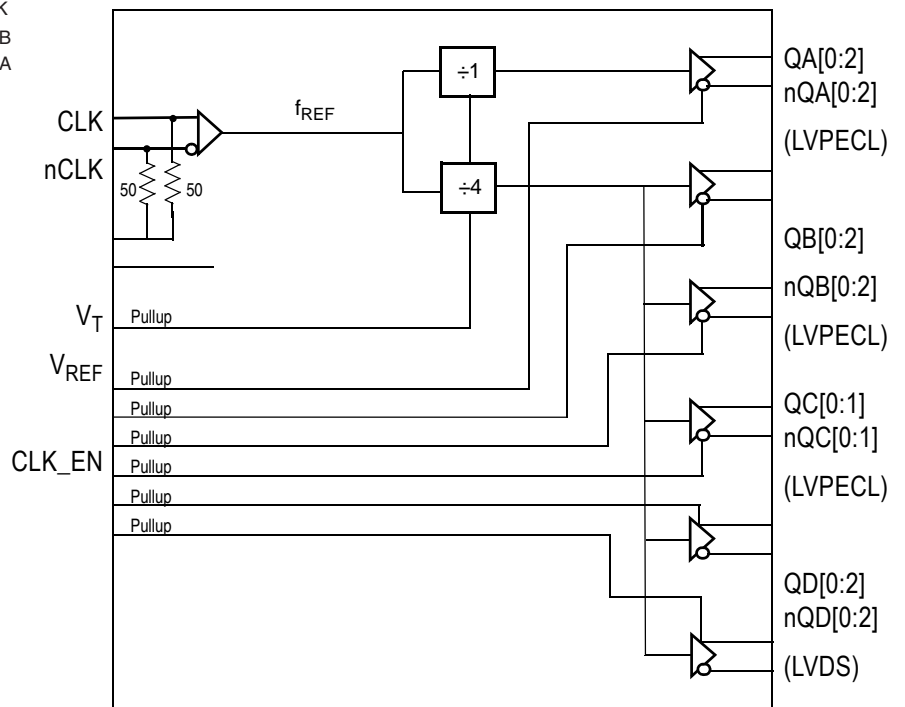 K
B
A
CLK
nCLK
50
50
fREF
÷1
÷4
VT
VREF
CLK_EN
Pullup
Pullup
Pullup
Pullup
Pullup
Pullup
Pullup
QA[0:2]
nQA[0:2]
(LVPECL)
QB[0:2]
nQB[0:2]
(LVPECL)
QC[0:1]
nQC[0:1]
(LVPECL)
QD[0:2]
nQD[0:2]
(LVDS)